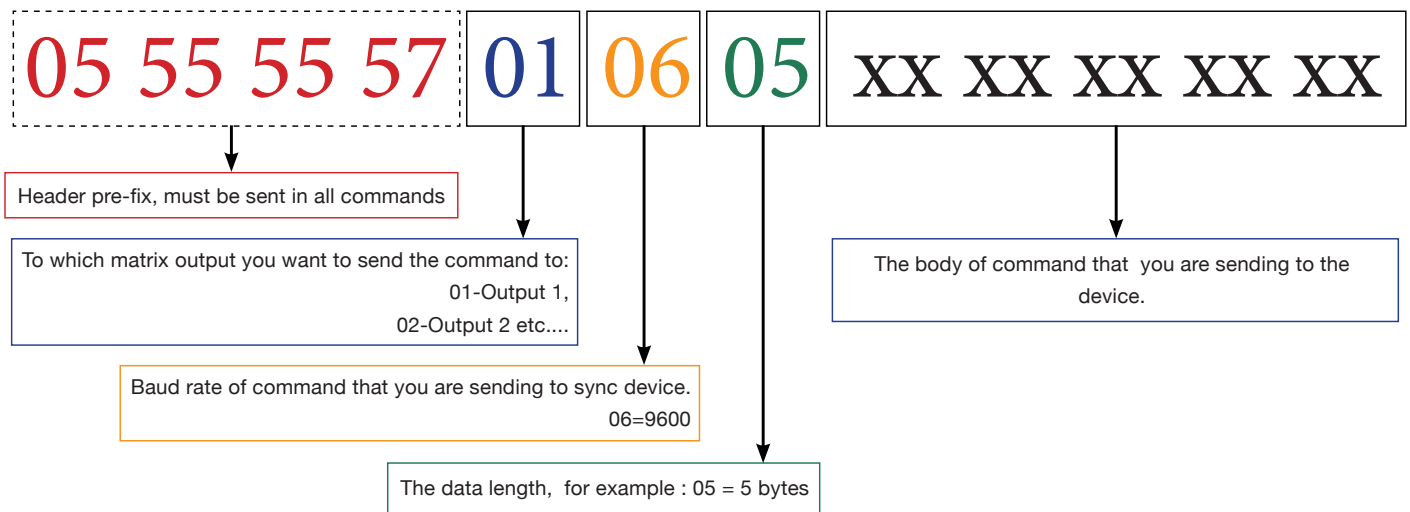 05 55 55 57 01 06 05 xx xx xx xx xx
Header pre-fix, must be sent in all commands
To which matrix output you want to send the command to:
01-Output 1,
02-Output 2 etc....
The body of command that you are sending to the
device.
Baud rate of command that you are sending to sync device.
06=9600
The data length, for example : 05 = 5 bytes